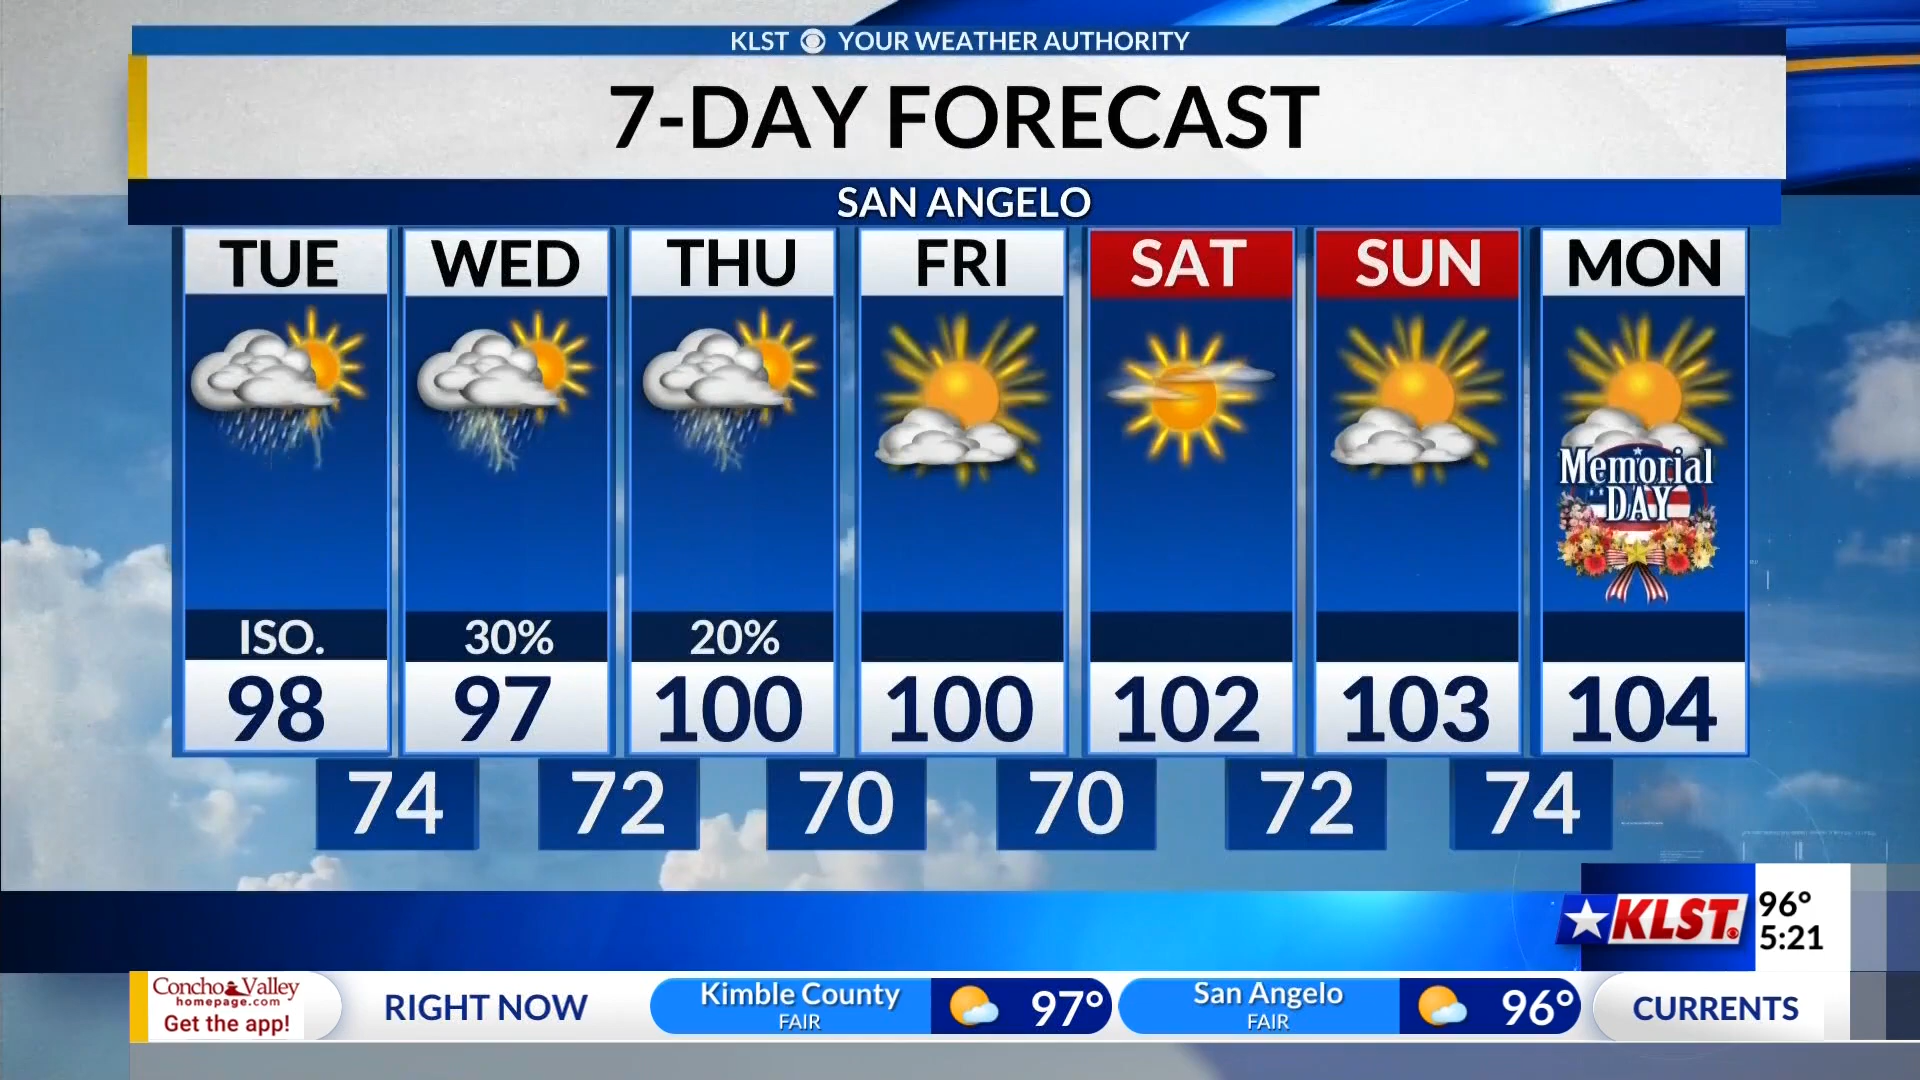 KLST YOUR WEATHER AUTHORITY
7-DAY FORECAST
SAN ANGELO
TUE WED THU FRI SAT SUN MON
Memorial
DAY
ISO. 30% 20%
98 97 100 100 102 103 104
74 72 70 70 72 74
KLST.
96°
5:21
Concho Valley
homepage.com
Get the app!
RIGHT NOW
Kimble County
FAIR
97°
San Angelo
FAIR
96°
CURRENTS